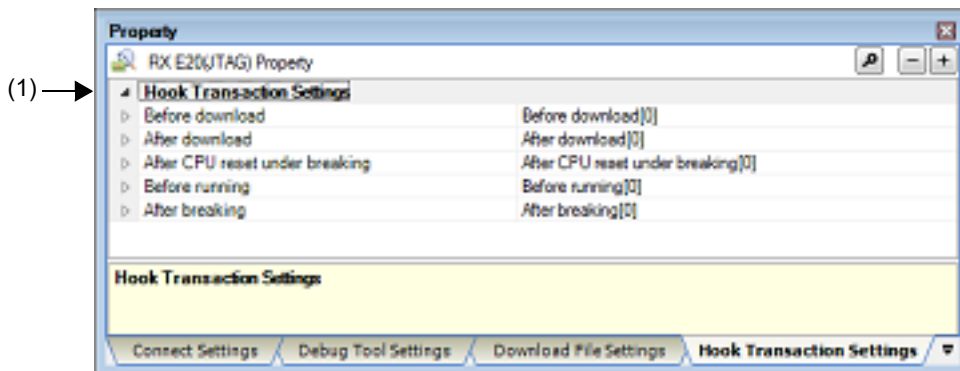 Property
RX E20(JTAG) Property
(1)
Hook Transaction Settings
Before download Before download[0]
After download After download[0]
After CPU reset under breaking After CPU reset under breaking[0]
Before running Before running[0]
After breaking After breaking[0]
Hook Transaction Settings
Connect Settings Debug Tool Settings Download File Settings Hook Transaction Settings